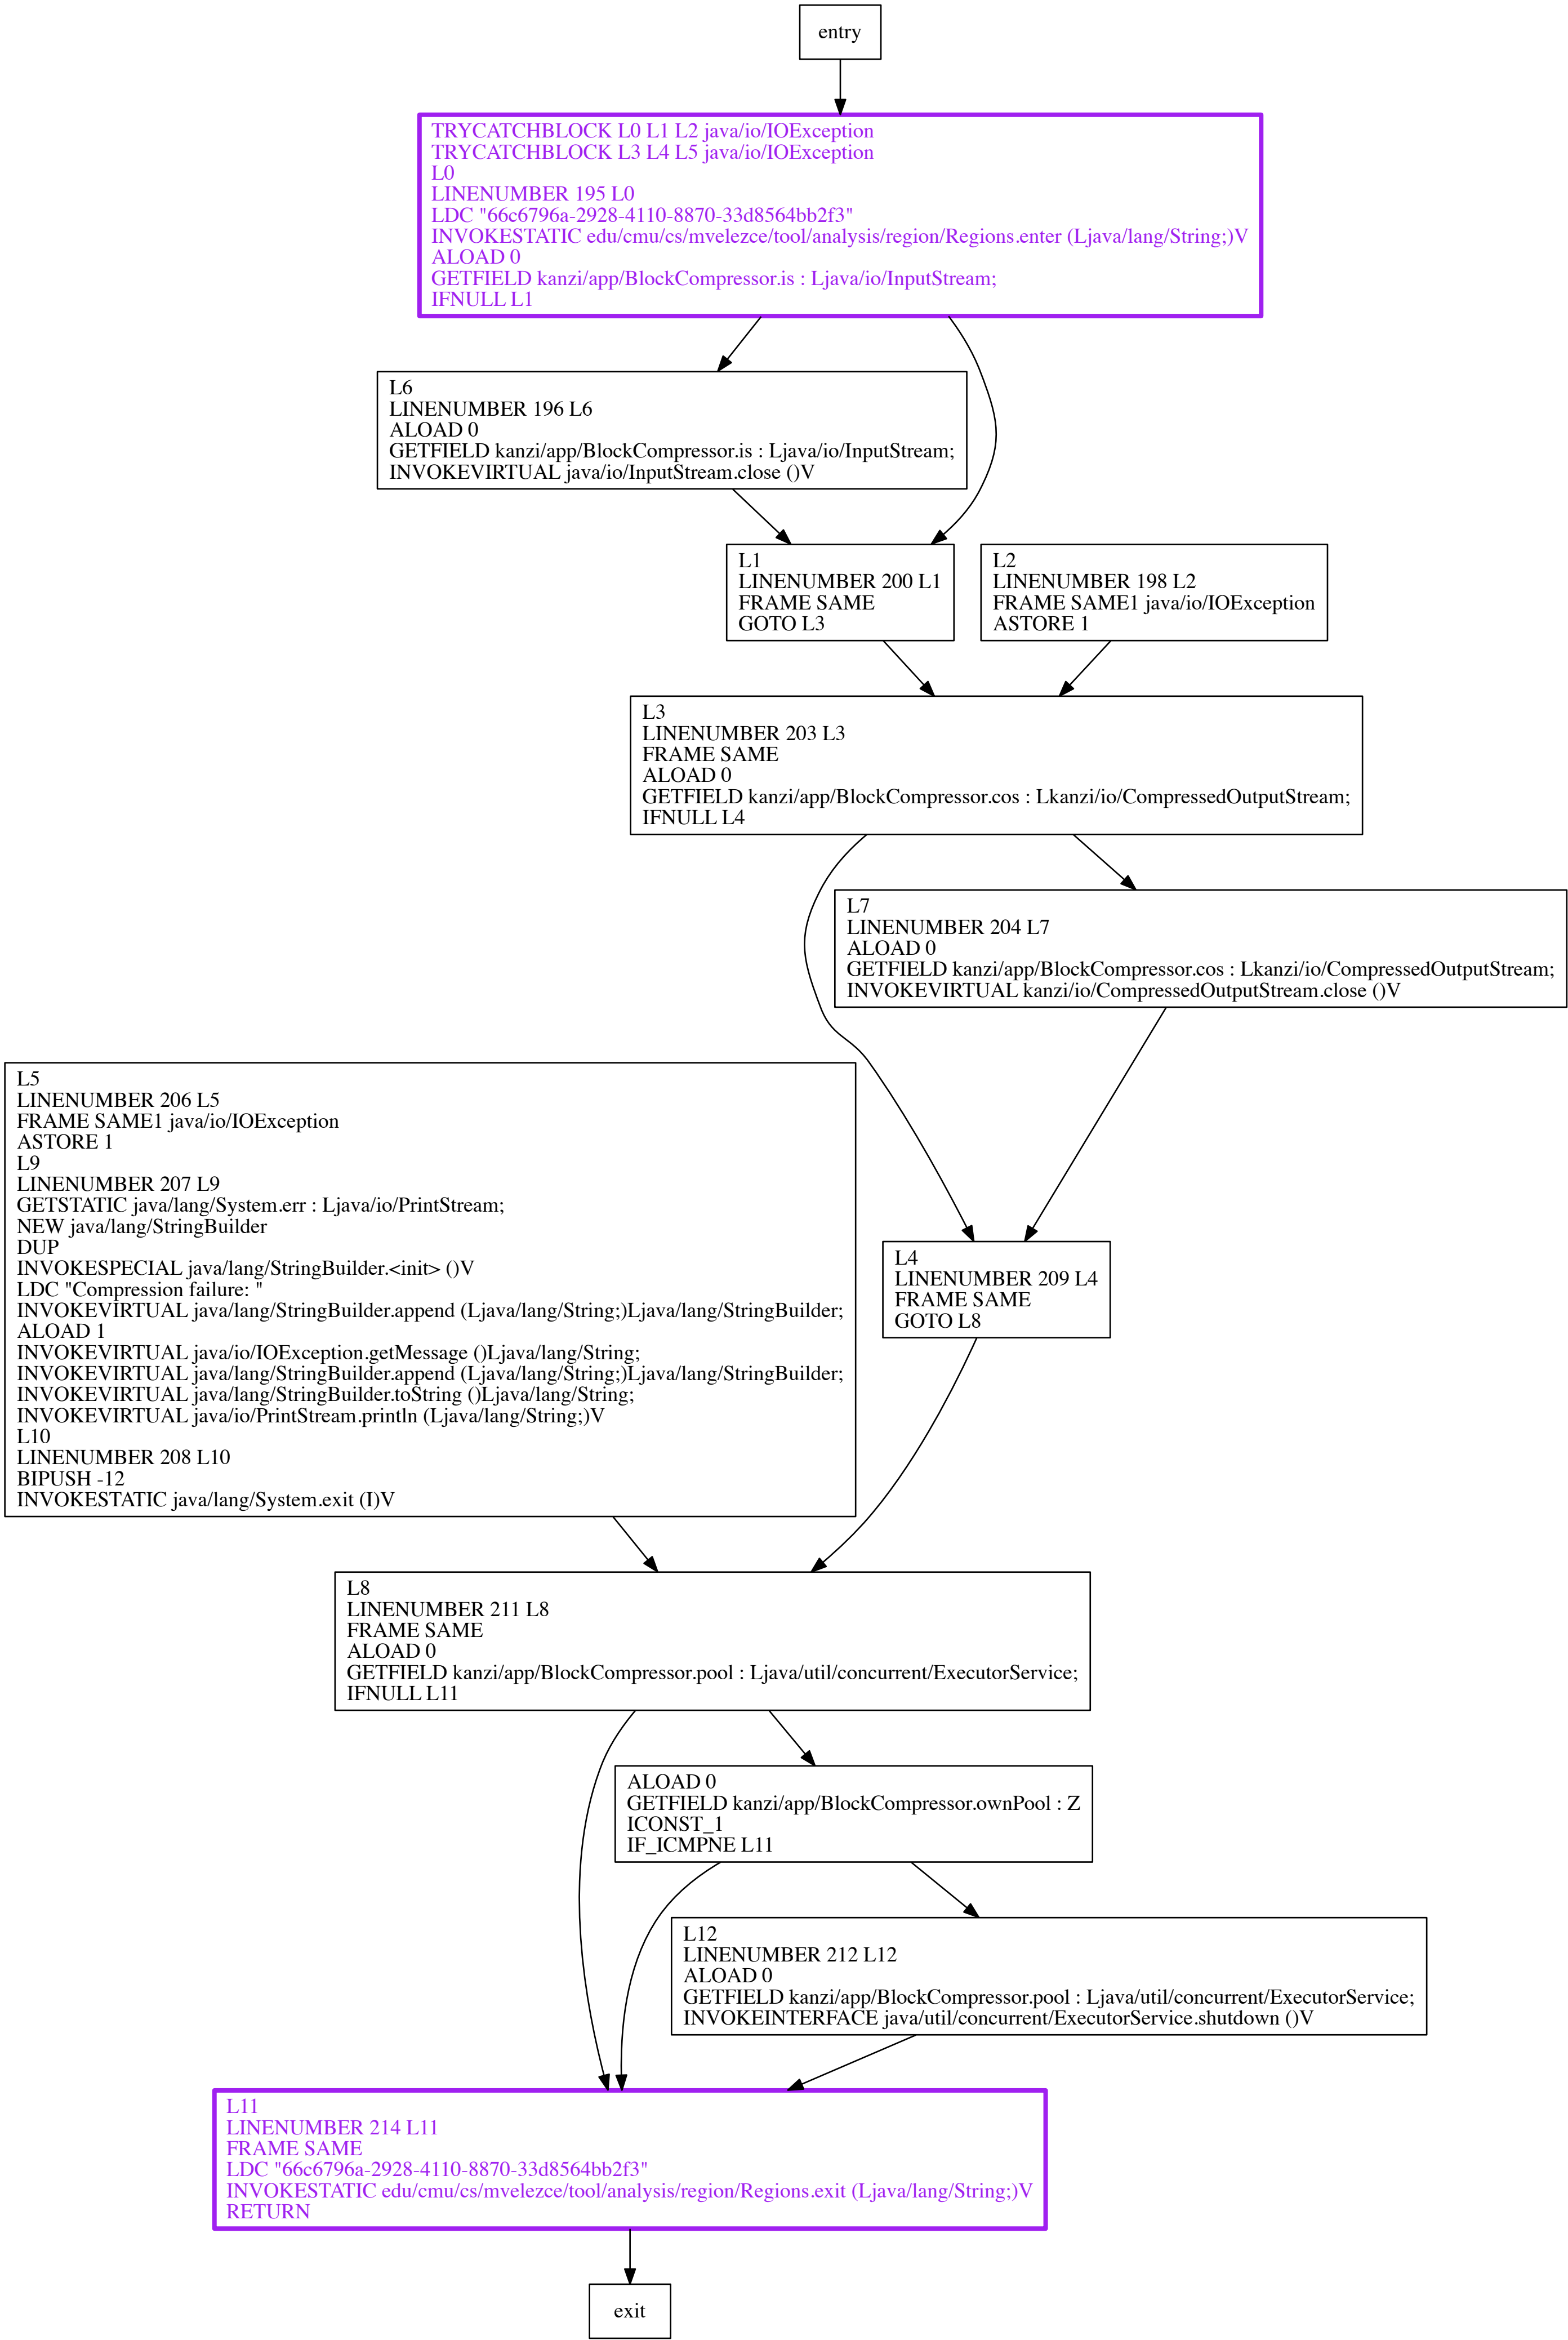 entry
TRYCATCHBLOCK L0 L1 L2 java/io/IOException
TRYCATCHBLOCK L3 L4 L5 java/io/IOException
L0
LINENUMBER 195 L0
LDC "66c6796a-2928-4110-8870-33d8564bb2f3"
INVOKESTATIC edu/cmu/cs/mvelezce/tool/analysis/region/Regions.enter (Ljava/lang/String;)V
ALOAD 0
GETFIELD kanzi/app/BlockCompressor.is : Ljava/io/InputStream;
IFNULL L1
L6
LINENUMBER 196 L6
ALOAD 0
GETFIELD kanzi/app/BlockCompressor.is : Ljava/io/InputStream;
INVOKEVIRTUAL java/io/InputStream.close ()V
L1
LINENUMBER 200 L1
FRAME SAME
GOTO L3
L2
LINENUMBER 198 L2
FRAME SAME1 java/io/IOException
ASTORE 1
L3
LINENUMBER 203 L3
FRAME SAME
ALOAD 0
GETFIELD kanzi/app/BlockCompressor.cos : Lkanzi/io/CompressedOutputStream;
IFNULL L4
L7
LINENUMBER 204 L7
ALOAD 0
GETFIELD kanzi/app/BlockCompressor.cos : Lkanzi/io/CompressedOutputStream;
INVOKEVIRTUAL kanzi/io/CompressedOutputStream.close ()V
L5
LINENUMBER 206 L5
FRAME SAME1 java/io/IOException
ASTORE 1
L9
LINENUMBER 207 L9
GETSTATIC java/lang/System.err : Ljava/io/PrintStream;
NEW java/lang/StringBuilder
DUP
INVOKESPECIAL java/lang/StringBuilder.<init> ()V
LDC "Compression failure: "
INVOKEVIRTUAL java/lang/StringBuilder.append (Ljava/lang/String;)Ljava/lang/StringBuilder;
ALOAD 1
INVOKEVIRTUAL java/io/IOException.getMessage ()Ljava/lang/String;
INVOKEVIRTUAL java/lang/StringBuilder.append (Ljava/lang/String;)Ljava/lang/StringBuilder;
INVOKEVIRTUAL java/lang/StringBuilder.toString ()Ljava/lang/String;
INVOKEVIRTUAL java/io/PrintStream.println (Ljava/lang/String;)V
L10
LINENUMBER 208 L10
BIPUSH -12
INVOKESTATIC java/lang/System.exit (I)V
L4
LINENUMBER 209 L4
FRAME SAME
GOTO L8
L8
LINENUMBER 211 L8
FRAME SAME
ALOAD 0
GETFIELD kanzi/app/BlockCompressor.pool : Ljava/util/concurrent/ExecutorService;
IFNULL L11
ALOAD 0
GETFIELD kanzi/app/BlockCompressor.ownPool : Z
ICONST_1
IF_ICMPNE L11
L12
LINENUMBER 212 L12
ALOAD 0
GETFIELD kanzi/app/BlockCompressor.pool : Ljava/util/concurrent/ExecutorService;
INVOKEINTERFACE java/util/concurrent/ExecutorService.shutdown ()V
L11
LINENUMBER 214 L11
FRAME SAME
LDC "66c6796a-2928-4110-8870-33d8564bb2f3"
INVOKESTATIC edu/cmu/cs/mvelezce/tool/analysis/region/Regions.exit (Ljava/lang/String;)V
RETURN
exit